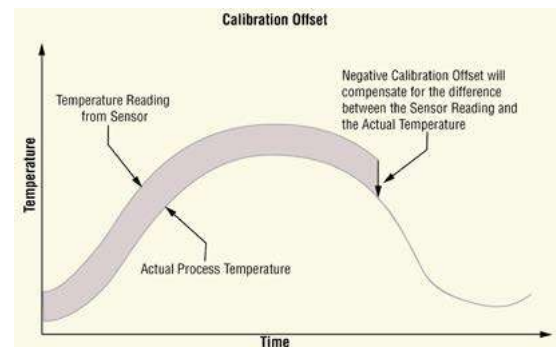 Calibration Offset
Temperature Reading
from Sensor
Negative Calibration Offset will
compensate for the difference
between the Sensor Reading and
the Actual Temperature
Temperature
Actual Process Temperature
Time